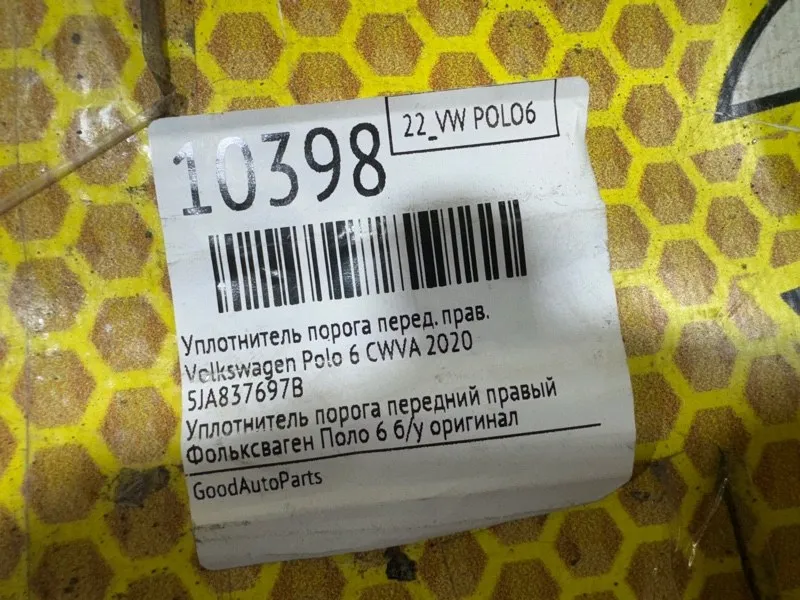 10398
22_VW POLO6
Уплотнитель порога перед. прав.
Volkswagen Polo 6 CWVA 2020
5JA837697B
Уплотнитель порога передний правый
Фольксваген Поло 6 б/у оригинал
GoodAutoParts